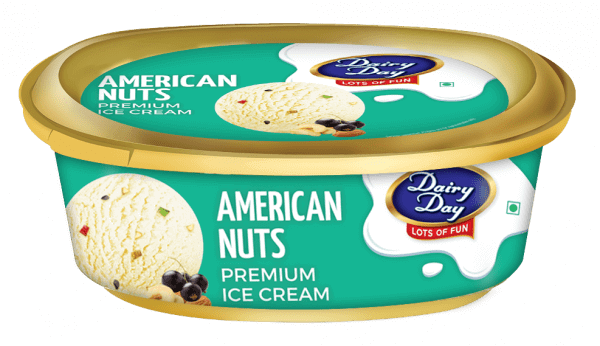 AMERICAN
NUTS
PREMIUM
ICE CREAM
Dairy
Day
LOTS OF FUN
AMERICAN
NUTS
PREMIUM
ICE CREAM
Dairy
Day
LOTS OF FUN